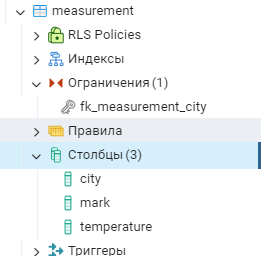 measurement
RLS Policies
Индексы
Ограничения (1)
fk_measurement_city
Правила
Столбцы (3)
city
mark
temperature
Триггеры